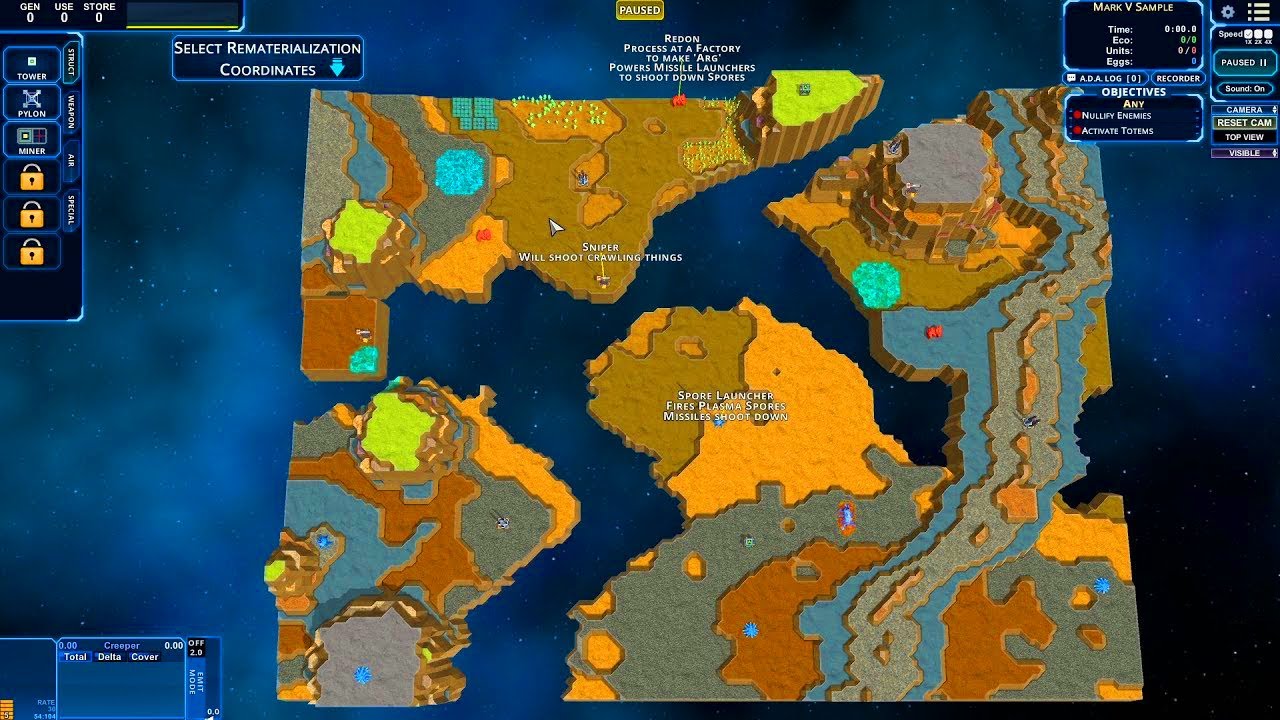 GEN USE STORE
0 0 0
PAUSED
SELECT REMATERIALIZATION
COORDINATES
TOWER
PYLON
MINER
STRUCT
WEAPON
AIR
SPECIAL
REDON
PROCESS AT A FACTORY
TO MAKE 'ARG'
POWERS MISSILE LAUNCHERS
TO SHOOT DOWN SPORES
SNIPER
WILL SHOOT CRAWLING THINGS
SPORE LAUNCHER
FIRES PLASMA SPORES
MISSILES SHOOT DOWN
MARK V SAMPLE
Time: 0:00.0
Eco: 0/0
Units: 0/0
Eggs: 0
A.D.A. LOG [0] RECORDER
OBJECTIVES
ANY
NULLIFY ENEMIES
ACTIVATE TOTEMS
Speed
1X 2X 4X
PAUSED II
Sound: On
CAMERA
RESET CAM
TOP VIEW
VISIBLE
0.00 Creeper 0.00
Total Delta Cover
OFF
2.0
EMIT
MODE
0.0
RATE
30